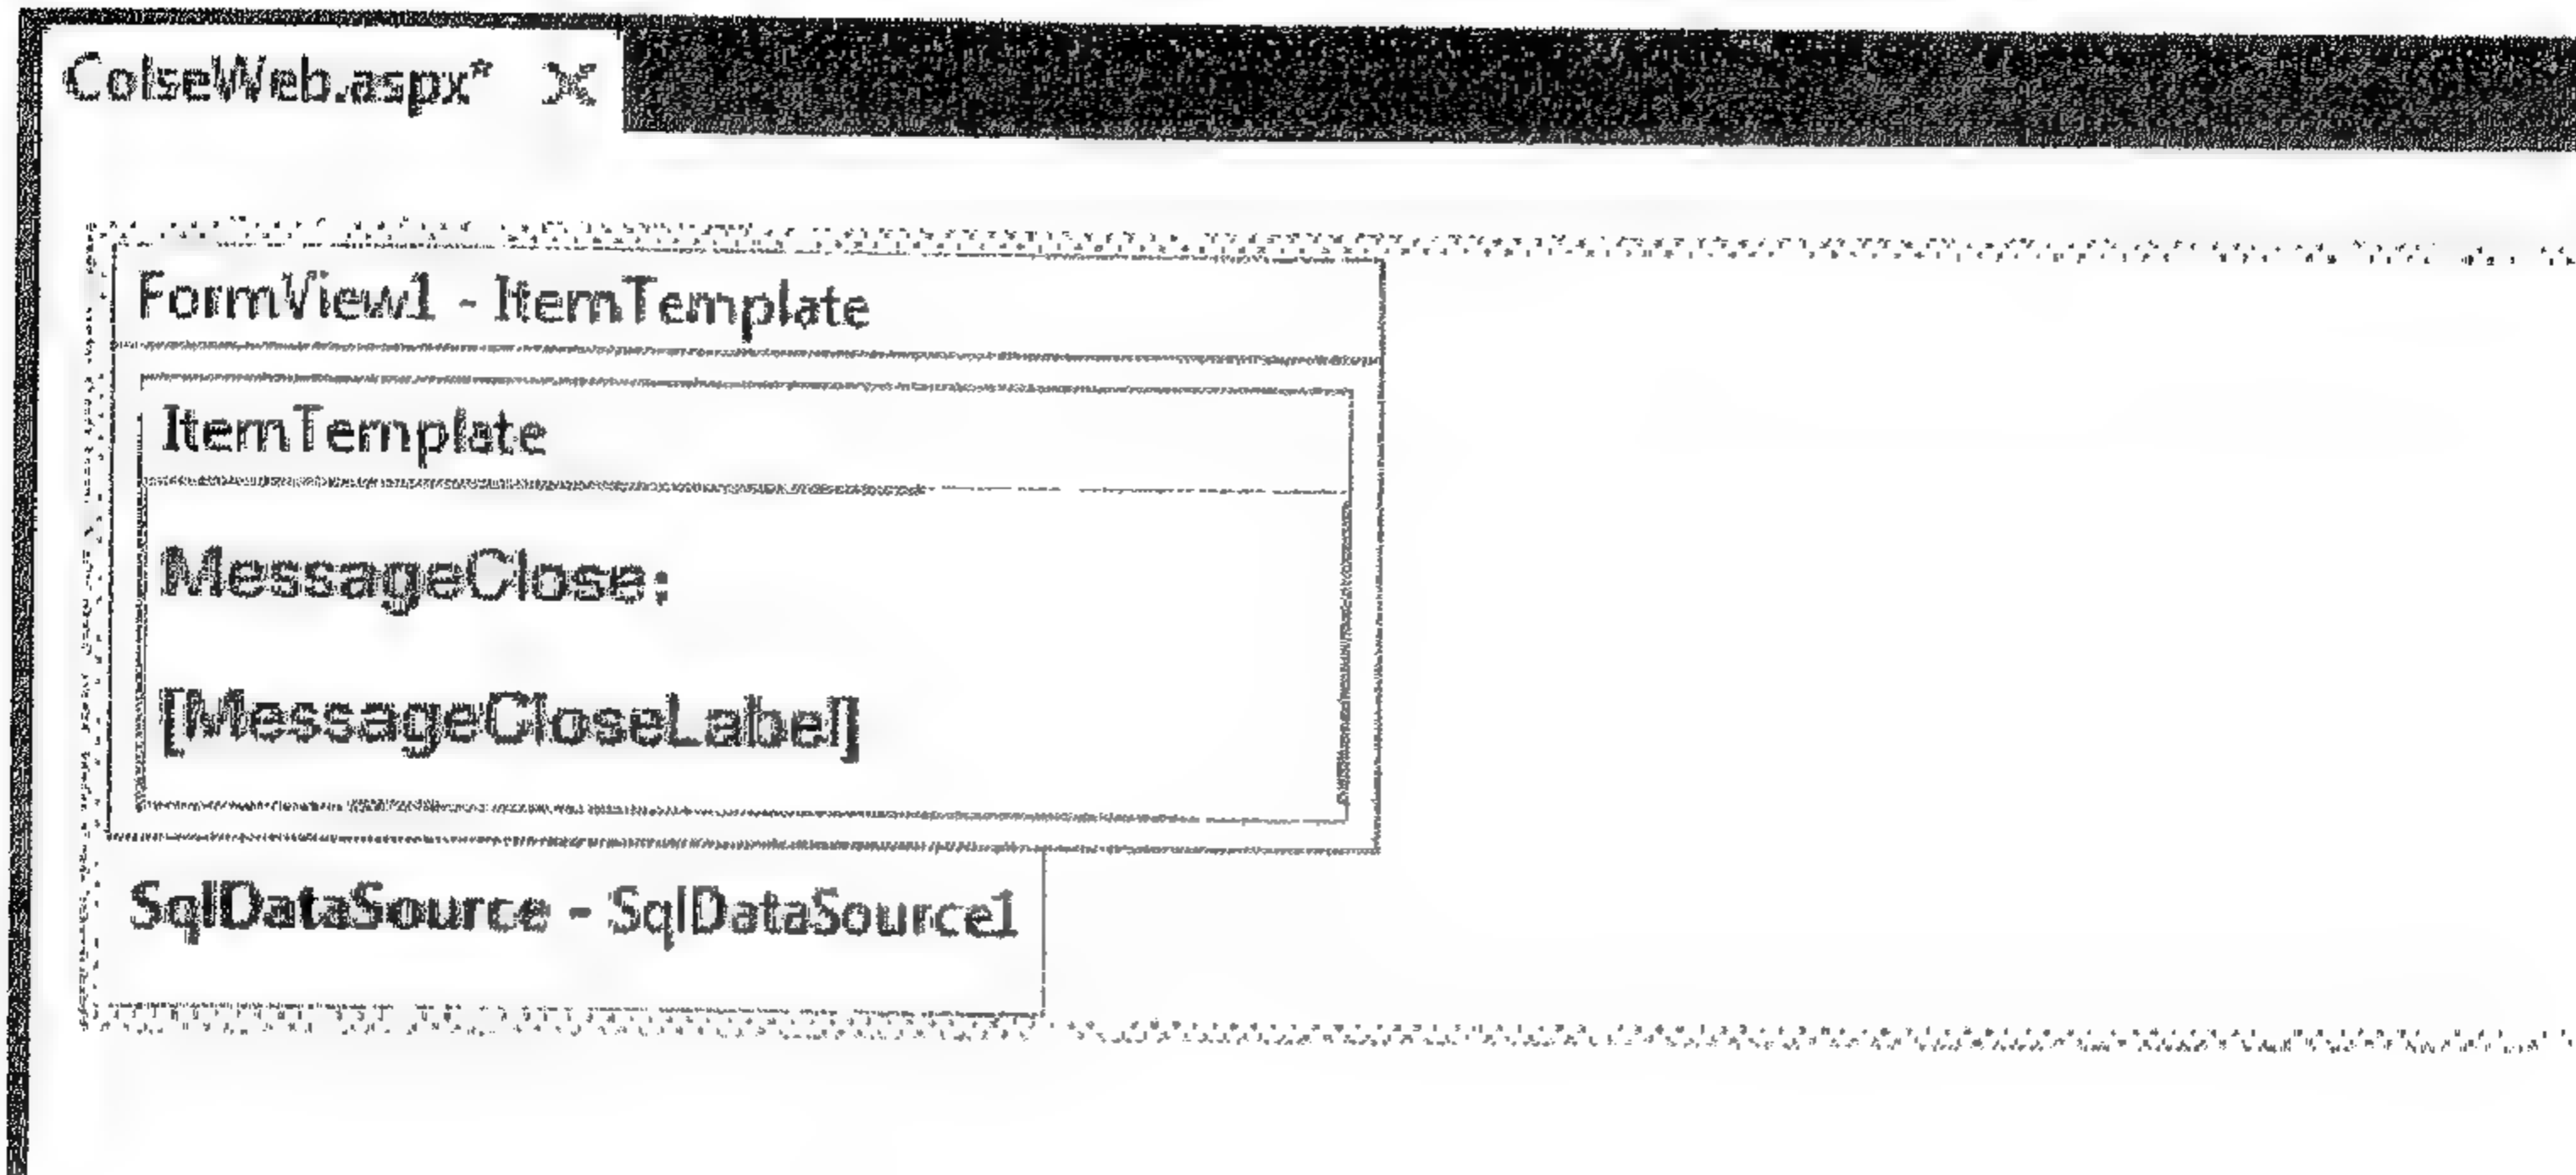 ColseWeb.aspx* X
FormView1 - ItemTemplate
ItemTemplate
MessageClose:
[MessageCloseLabel]
SqlDataSource - SqlDataSource1